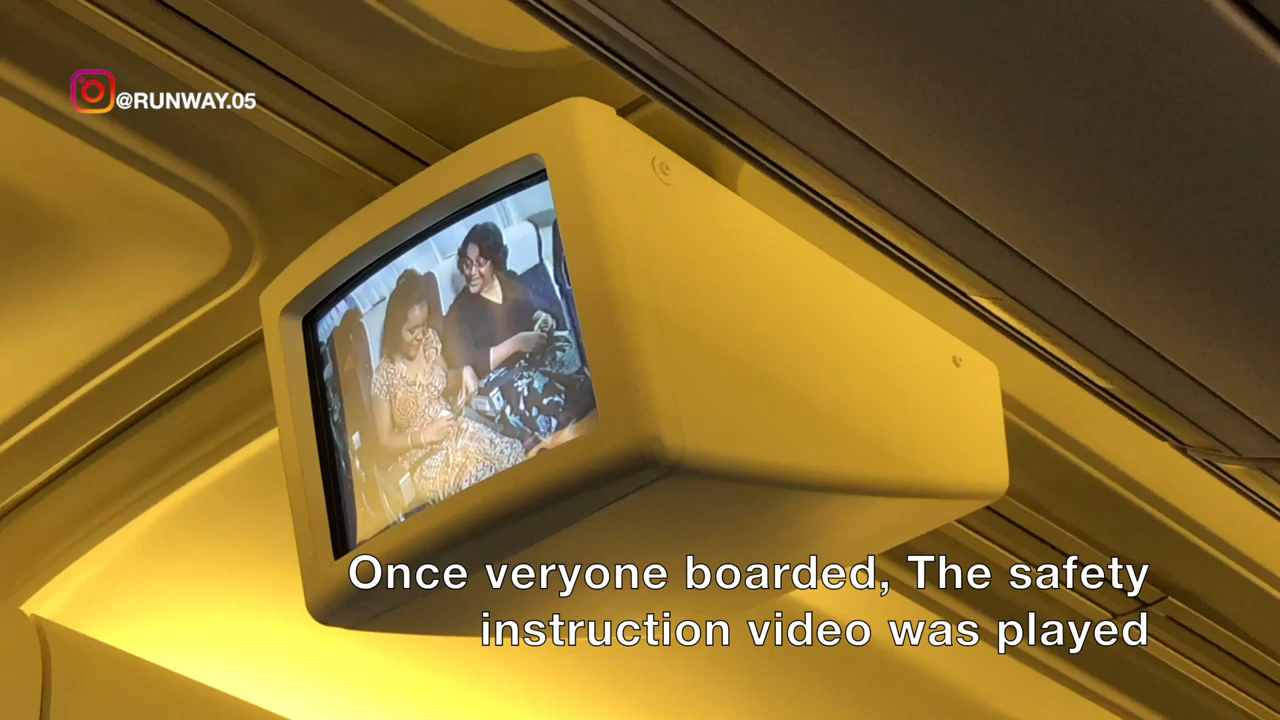 @RUNWAY.05
Once veryone boarded, The safety
instruction video was played